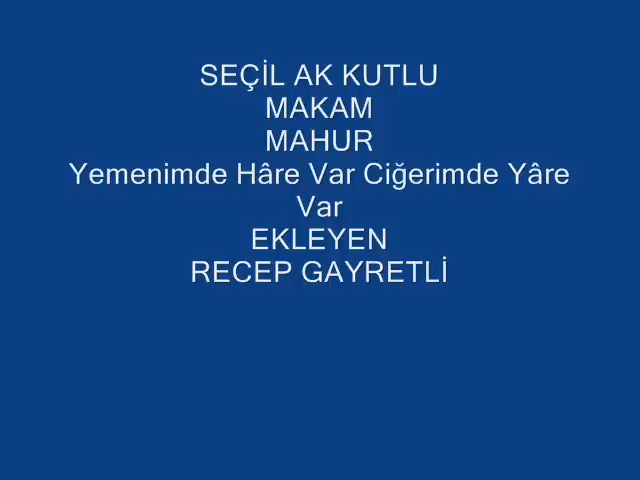 SEÇİL AK KUTLU
MAKAM
MAHUR
Yemenimde Hâre Var Ciğerimde Yâre
Var
EKLEYEN
RECEP GAYRETLİ